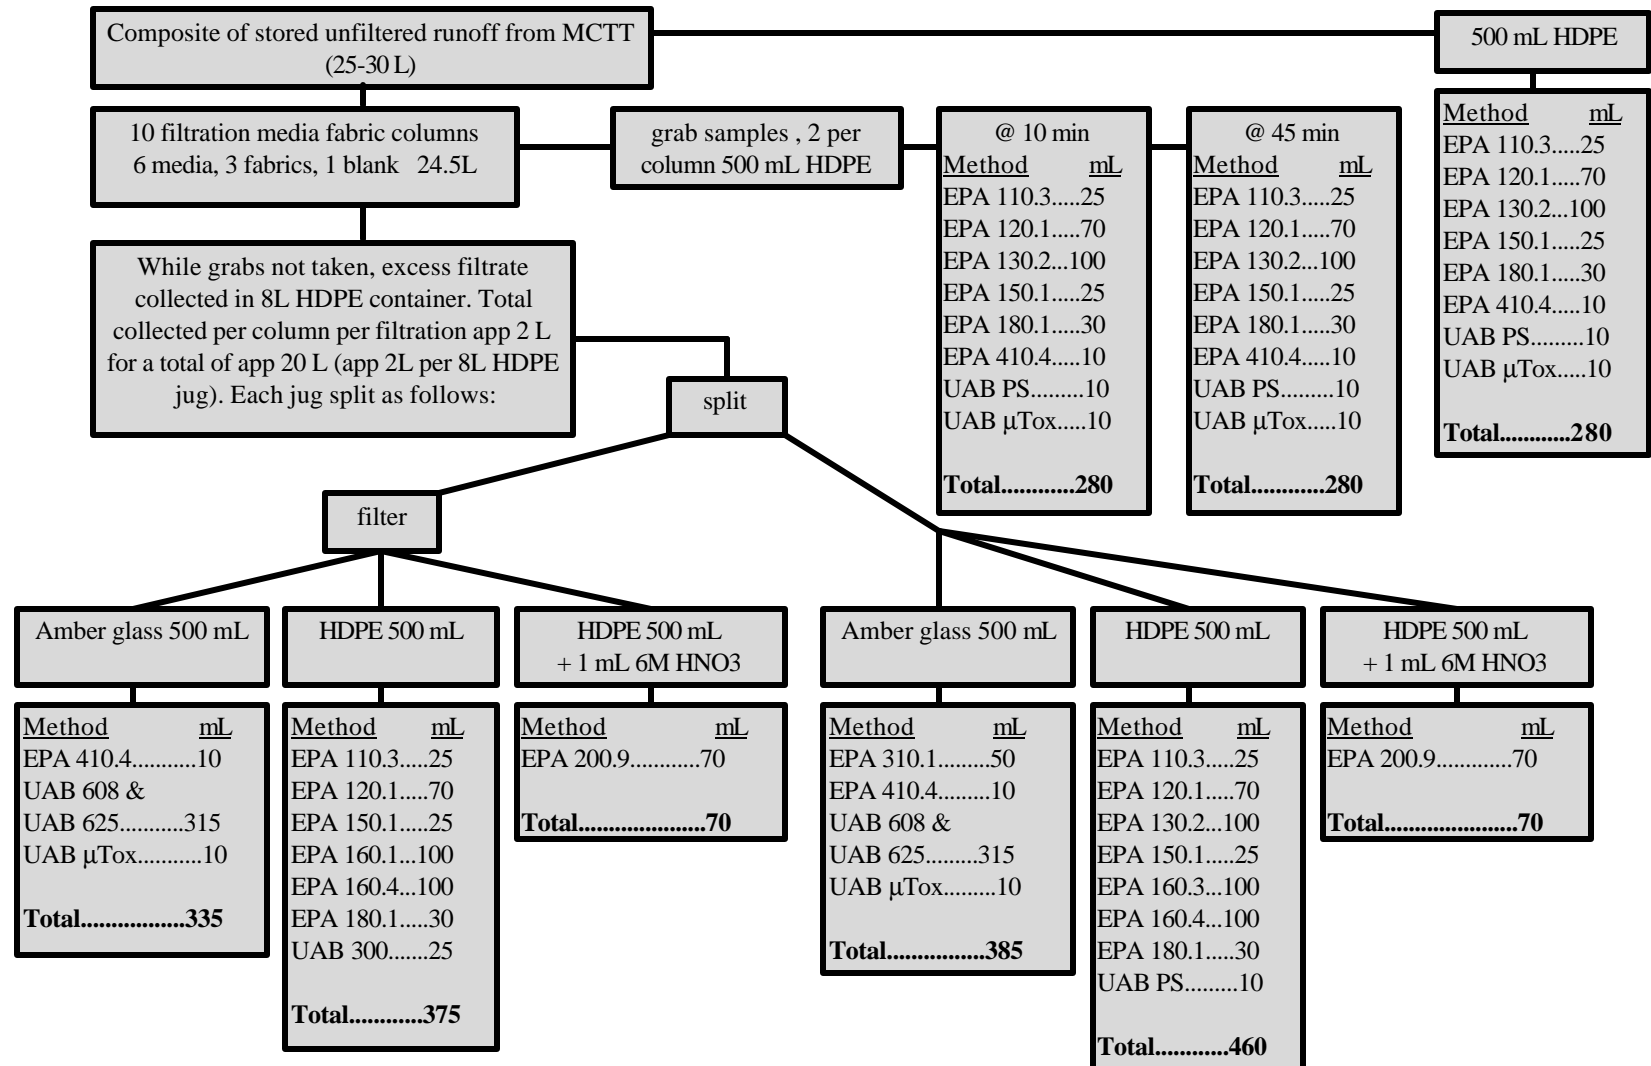 Composite of stored unfiltered runoff from MCTT
(25-30 L)
500 mL HDPE
Method mL
EPA 110.3.....25
EPA 120.1.....70
EPA 130.2...100
EPA 150.1.....25
EPA 180.1.....30
EPA 410.4.....10
UAB PS.........10
UAB µTox.....10
Total............280
10 filtration media fabric columns
6 media, 3 fabrics, 1 blank 24.5L
grab samples , 2 per
column 500 mL HDPE
@ 10 min
Method mL
EPA 110.3.....25
EPA 120.1.....70
EPA 130.2...100
EPA 150.1.....25
EPA 180.1.....30
EPA 410.4.....10
UAB PS.........10
UAB µTox.....10
Total............280
@ 45 min
Method mL
EPA 110.3.....25
EPA 120.1.....70
EPA 130.2...100
EPA 150.1.....25
EPA 180.1.....30
EPA 410.4.....10
UAB PS.........10
UAB µTox.....10
Total............280
While grabs not taken, excess filtrate
collected in 8L HDPE container. Total
collected per column per filtration app 2 L
for a total of app 20 L (app 2L per 8L HDPE
jug). Each jug split as follows:
split
filter
Amber glass 500 mL
Method mL
EPA 410.4...........10
UAB 608 &
UAB 625...........315
UAB µTox...........10
Total.................335
HDPE 500 mL
Method mL
EPA 110.3.....25
EPA 120.1.....70
EPA 150.1.....25
EPA 160.1...100
EPA 160.4...100
EPA 180.1.....30
UAB 300.......25
Total............375
HDPE 500 mL
+ 1 mL 6M HNO3
Method mL
EPA 200.9.............70
Total.....................70
Amber glass 500 mL
Method mL
EPA 310.1.........50
EPA 410.4.........10
UAB 608 &
UAB 625.........315
UAB µTox.........10
Total................385
HDPE 500 mL
Method mL
EPA 110.3.....25
EPA 120.1.....70
EPA 130.2...100
EPA 150.1.....25
EPA 160.3...100
EPA 160.4...100
EPA 180.1.....30
UAB PS.........10
Total............460
HDPE 500 mL
+ 1 mL 6M HNO3
Method mL
EPA 200.9.............70
Total......................70